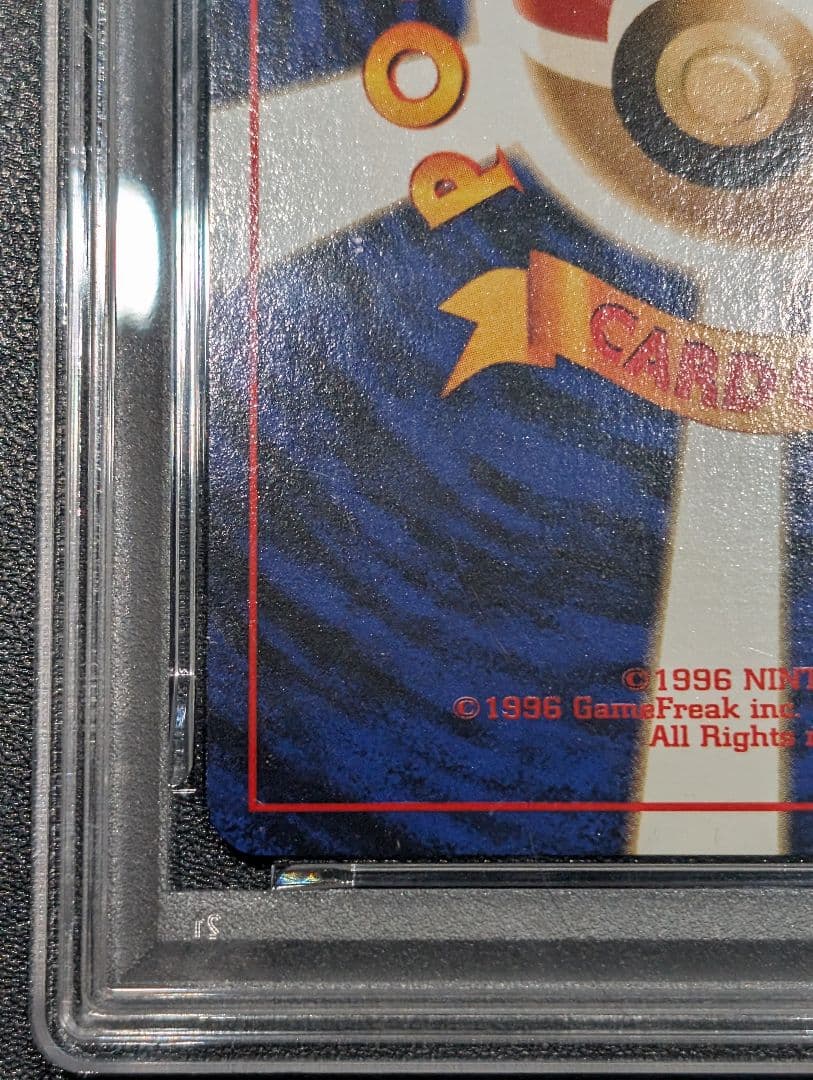 PO
CARD
©1996 NINT
©1996 GameFreak inc.
All Rights